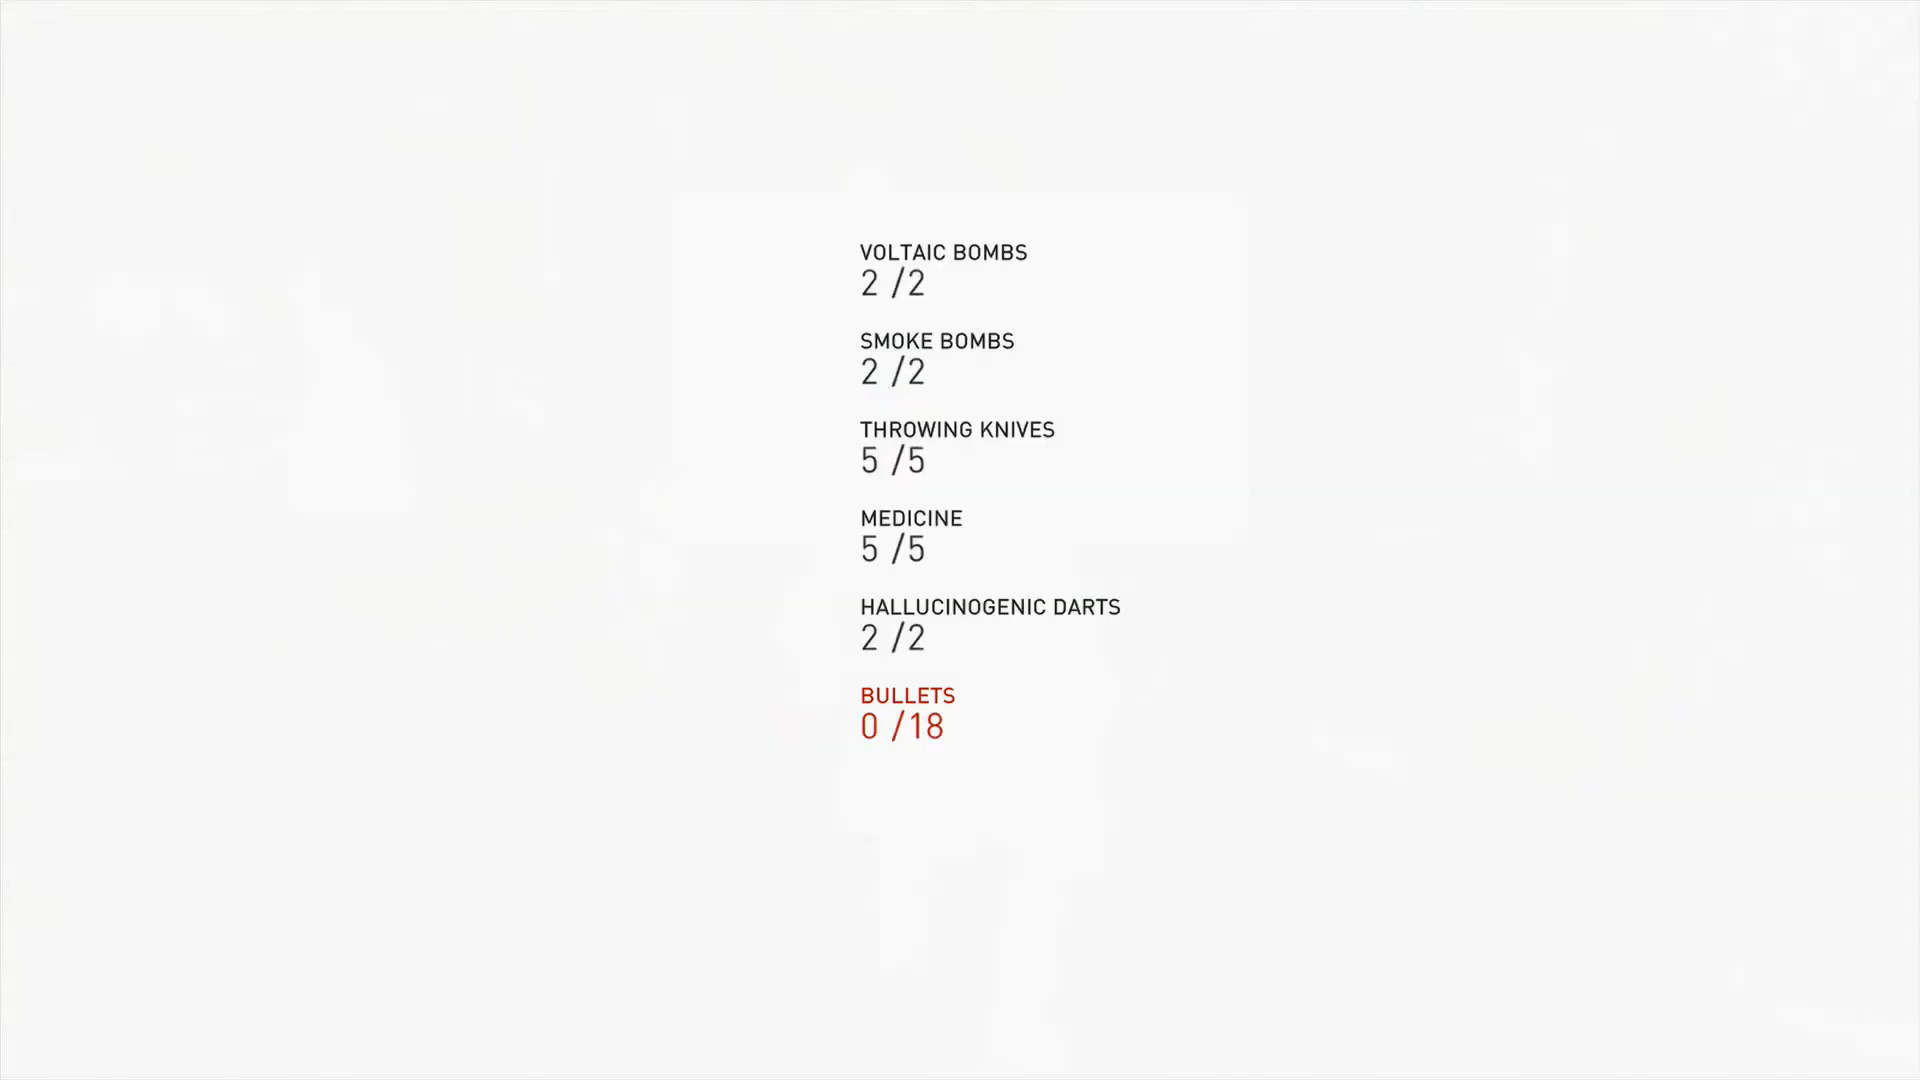 VOLTAIC BOMBS
2 /2
SMOKE BOMBS
2 /2
THROWING KNIVES
5 /5
MEDICINE
5 /5
HALLUCINOGENIC DARTS
2 /2
BULLETS
0 /18